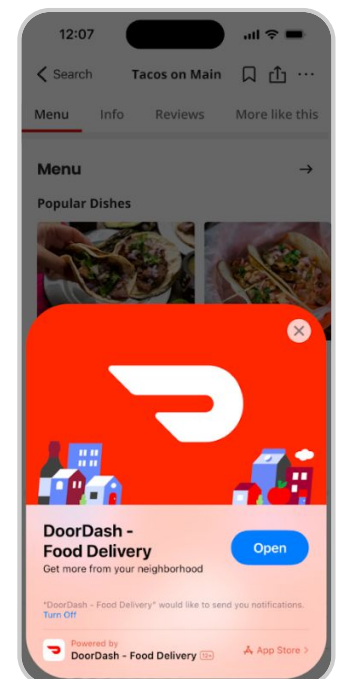 12:07
Search Tacos on Main
Menu Info Reviews More like this
Menu
Popular Dishes
DoorDash -
Food Delivery
Open
Get more from your neighborhood
"DoorDash - Food Delivery" would like to send you notifications.
Turn Off
Powered by
DoorDash - Food Delivery 12+
App Store